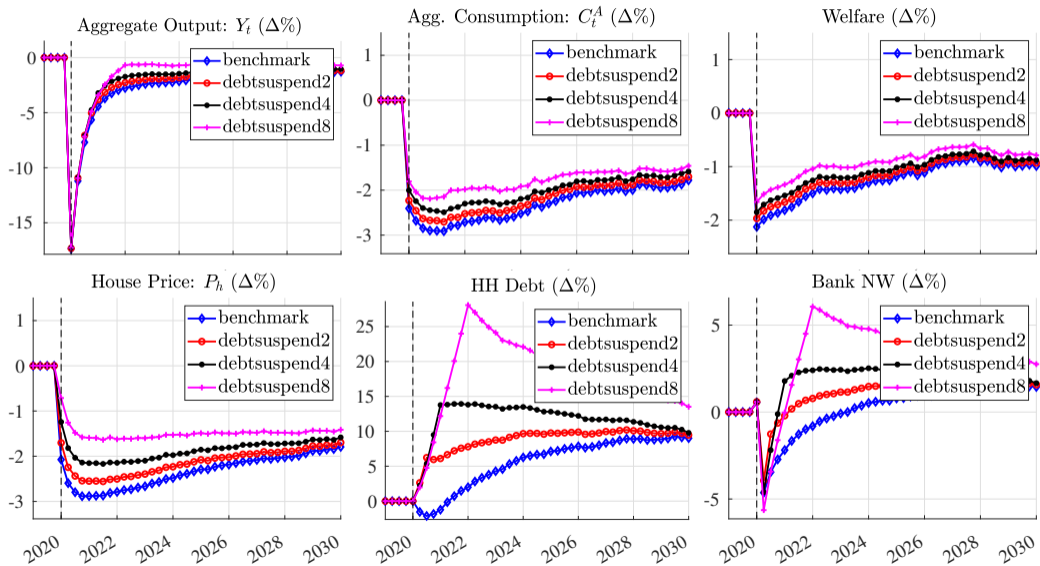 Aggregate Output: Y_t (Δ%)
0
-5
-10
-15
benchmark
debtsuspend2
debtsuspend4
debtsuspend8
Agg. Consumption: C_t^A (Δ%)
1
0
-1
-2
-3
benchmark
debtsuspend2
debtsuspend4
debtsuspend8
Welfare (Δ%)
1
0
-1
-2
benchmark
debtsuspend2
debtsuspend4
debtsuspend8
House Price: P_h (Δ%)
1
0
-1
-2
-3
benchmark
debtsuspend2
debtsuspend4
debtsuspend8
2020 2022 2024 2026 2028 2030
HH Debt (Δ%)
25
20
15
10
5
0
benchmark
debtsuspend2
debtsuspend4
debtsuspend8
2020 2022 2024 2026 2028 2030
Bank NW (Δ%)
5
0
-5
benchmark
debtsuspend2
debtsuspend4
debtsuspend8
2020 2022 2024 2026 2028 2030